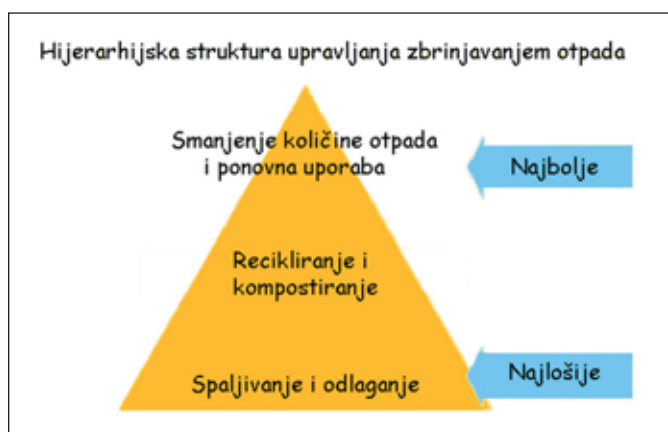 Hijerarhijska struktura upravljanja zbrinjavanjem otpada
Smanjenje količine otpada
i ponovna uporaba
Najbolje
Recikliranje i
kompostiranje
Spaljivanje i odlaganje
Najlošije